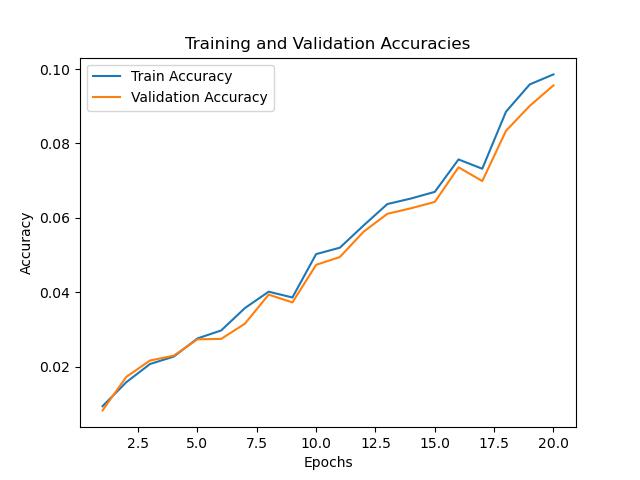 Training and Validation Accuracies
Train Accuracy
Validation Accuracy
0.10
0.08
0.06
0.04
0.02
Accuracy
2.5 5.0 7.5 10.0 12.5 15.0 17.5 20.0
Epochs